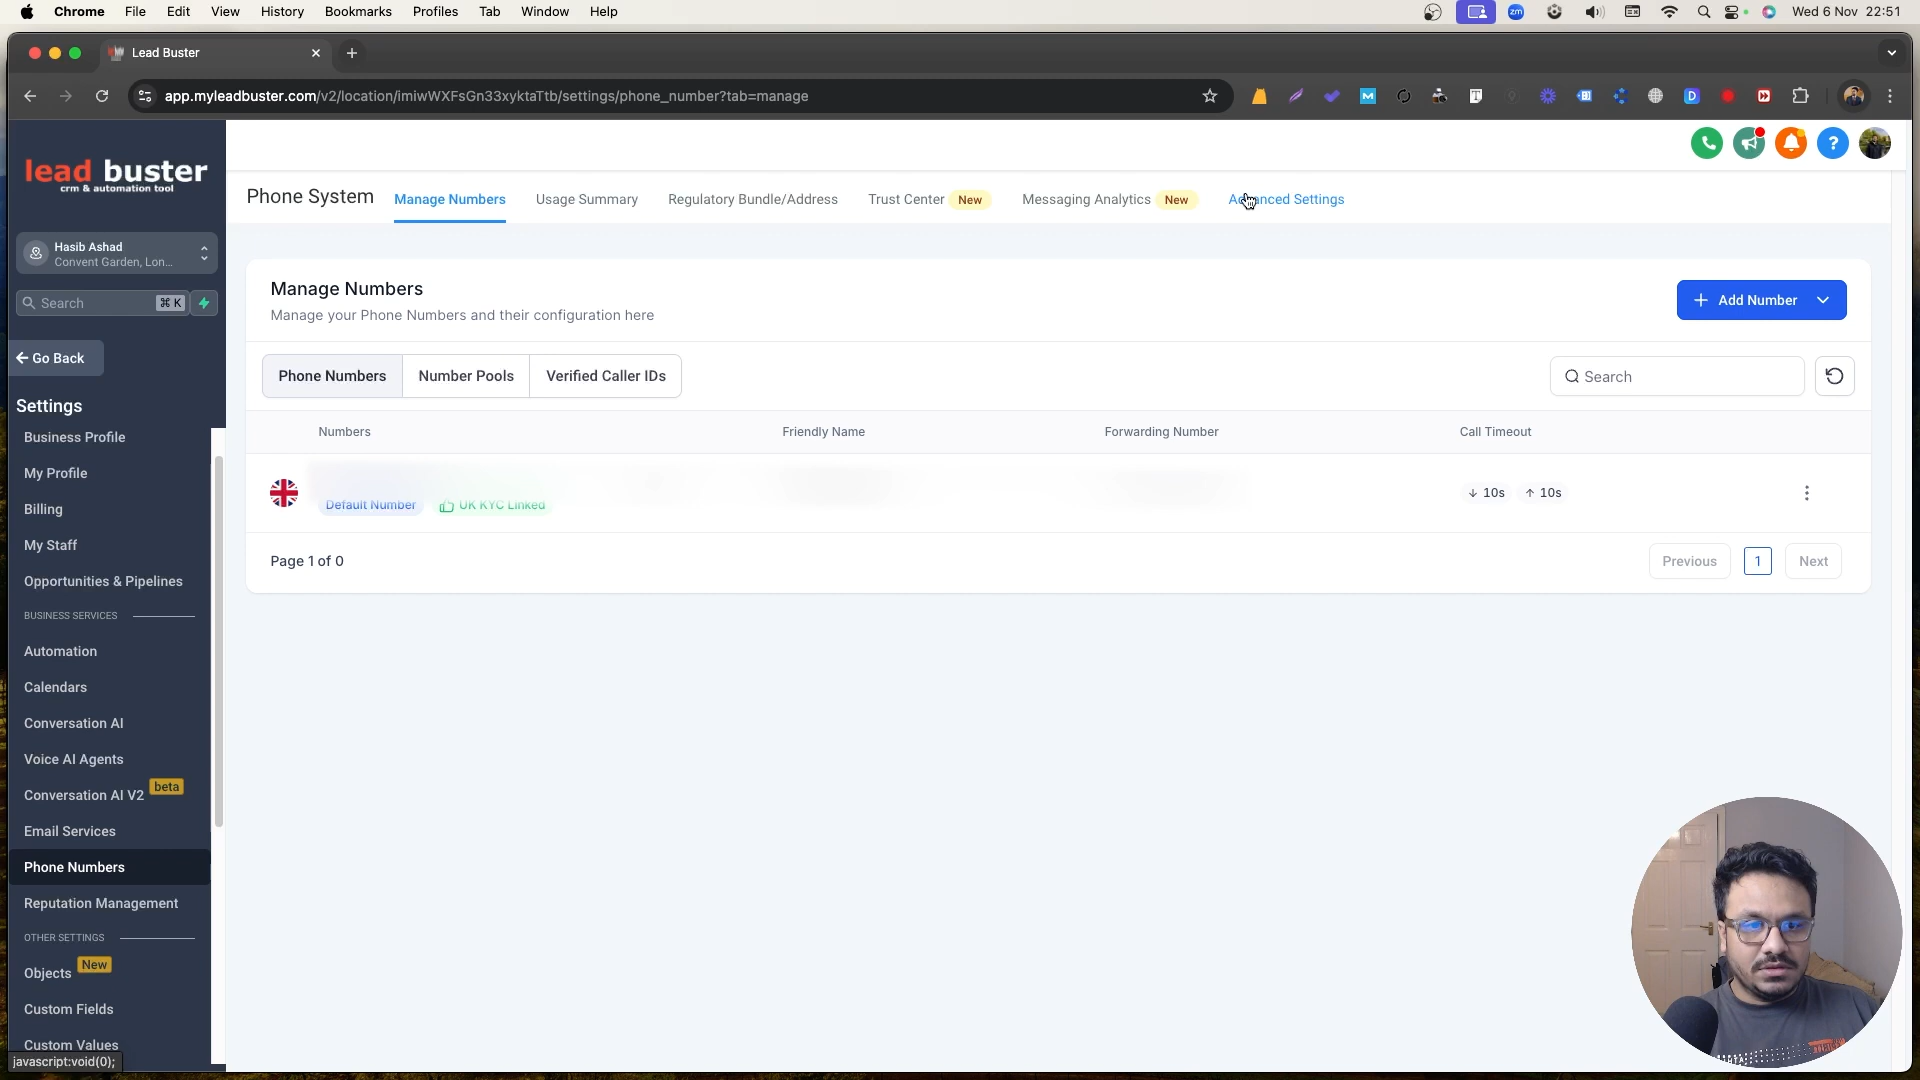 Chrome File Edit View History Bookmarks Profiles Tab Window Help
zm
Wed 6 Nov 22:51
Lead Buster
app.myleadbuster.com/v2/location/imiwWXFsGn33xyktaTtb/settings/phone_number?tab=manage
lead buster
crm & automation tool
Hasib Ashad
Convent Garden, Lon...
Search ⌘ K
Go Back
Settings
Business Profile
My Profile
Billing
My Staff
Opportunities & Pipelines
BUSINESS SERVICES
Automation
Calendars
Conversation AI
Voice AI Agents
Conversation AI V2 beta
Email Services
Phone Numbers
Reputation Management
OTHER SETTINGS
Objects New
Custom Fields
Custom Values
javascript:void(0);
Phone System
Manage Numbers
Usage Summary
Regulatory Bundle/Address
Trust Center New
Messaging Analytics New
Advanced Settings
Manage Numbers
Manage your Phone Numbers and their configuration here
+ Add Number
Phone Numbers
Number Pools
Verified Caller IDs
Search
Numbers
Friendly Name
Forwarding Number
Call Timeout
Default Number
UK KYC Linked
↓ 10s ↑ 10s
Page 1 of 0
Previous 1 Next